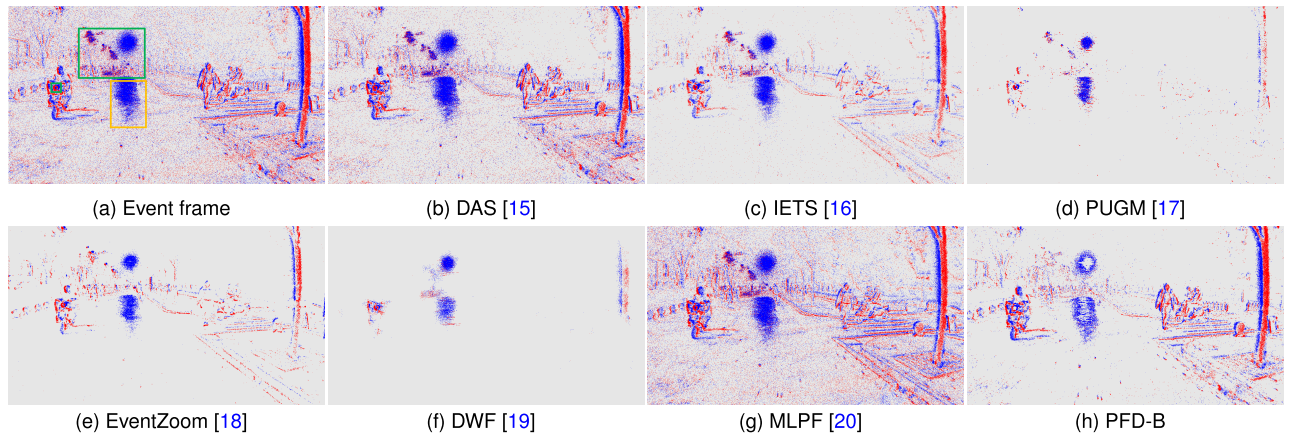 (a) Event frame
(b) DAS [15]
(c) IETS [16]
(d) PUGM [17]
(e) EventZoom [18]
(f) DWF [19]
(g) MLPF [20]
(h) PFD-B